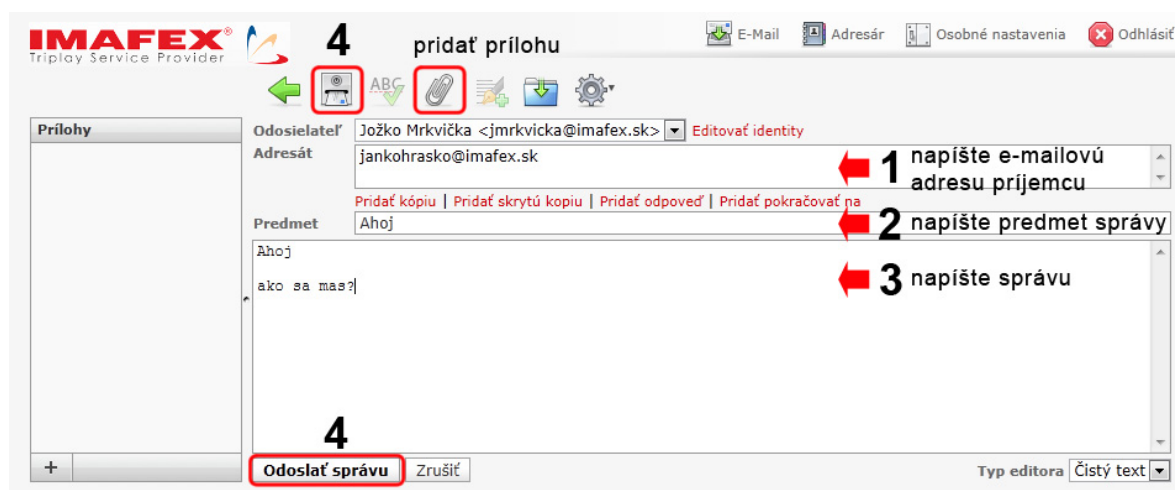 IMAFEX®
Triplay Service Provider
4 pridať prílohu
E-Mail Adresár Osobné nastavenia Odhlásiť
ABC
Prílohy
Odosielateľ Jožko Mrkvička <jmrkvicka@imafex.sk> Editovať identity
Adresát jankohrasko@imafex.sk
1 napíšte e-mailovú
adresu príjemcu
Pridať kópiu | Pridať skrytú kopiu | Pridať odpoveď | Pridať pokračovať na
Predmet Ahoj
2 napíšte predmet správy
Ahoj
ako sa mas?
3 napíšte správu
4
+ Odoslať správu Zrušiť Typ editora Čistý text